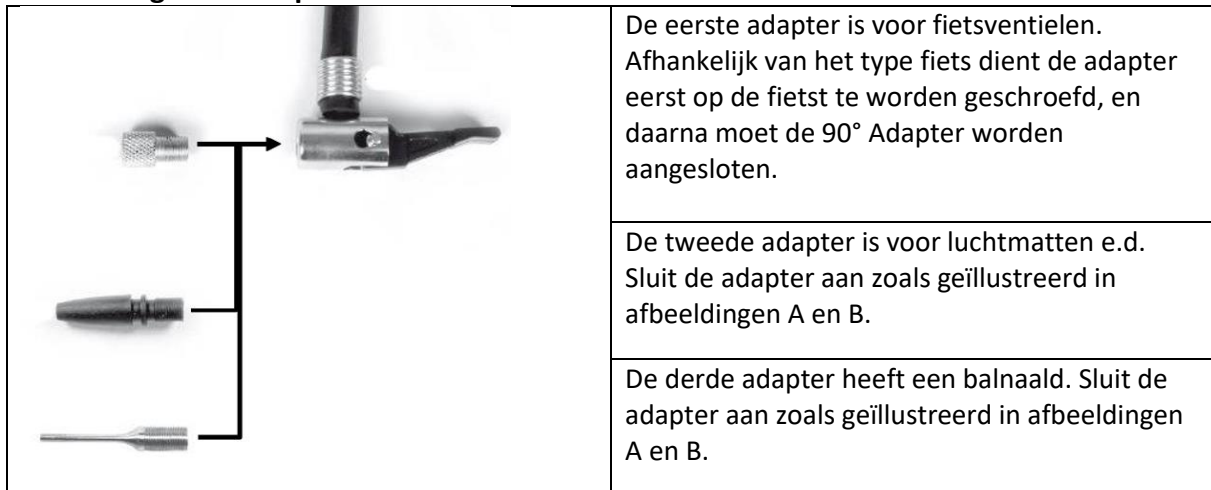 De eerste adapter is voor fietsventielen.
Afhankelijk van het type fiets dient de adapter
eerst op de fietst te worden geschroefd, en
daarna moet de 90° Adapter worden
aangesloten.
De tweede adapter is voor luchtmatten e.d.
Sluit de adapter aan zoals geïllustreerd in
afbeeldingen A en B.
De derde adapter heeft een balnaald. Sluit de
adapter aan zoals geïllustreerd in afbeeldingen
A en B.